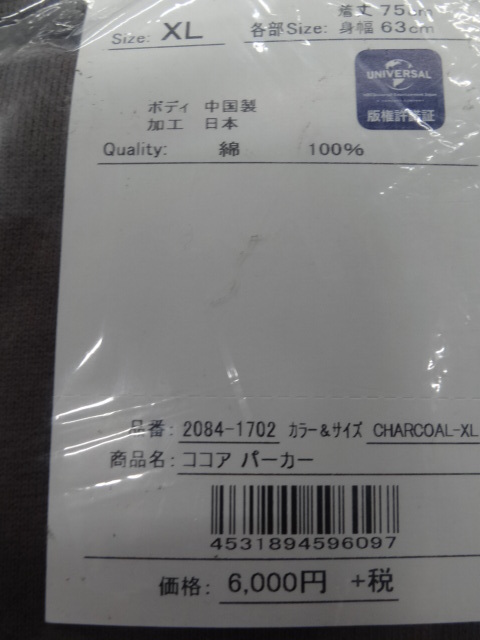 着丈 75cm
Size: XL 各部Size: 身幅 63cm
UNIVERSAL
版権許諾証
ボディ 中国製
加工 日本
Quality: 綿 100%
品番: 2084-1702 カラー&サイズ CHARCOAL-XL
商品名: ココア パーカー
4531894596097
価格: 6,000円 +税